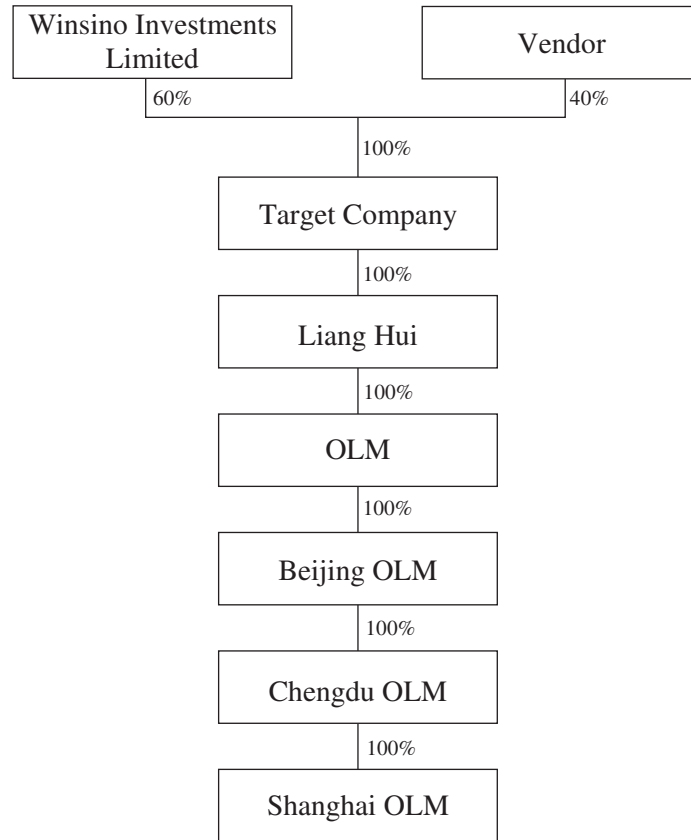 Winsino Investments
Limited
Vendor
60%
40%
100%
Target Company
100%
Liang Hui
100%
OLM
100%
Beijing OLM
100%
Chengdu OLM
100%
Shanghai OLM